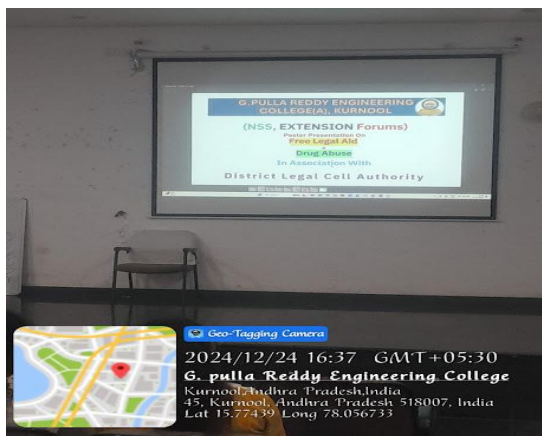 G.PULLA REDDY ENGINEERING
COLLEGE(A), KURNOOL
(NSS, EXTENSION Forums)
Poster Presentation On
Free Legal Aid
Drug Abuse
In Association With
District Legal Cell Authority
Geo-Tagging Camera
2024/12/24 16:37 GMT+05:30
G. pulla Reddy Engineering College
Kurnool,Andhra Pradesh,India
45, Kurnool, Andhra Pradesh 518007, India
Lat 15.77439 Long 78.056733